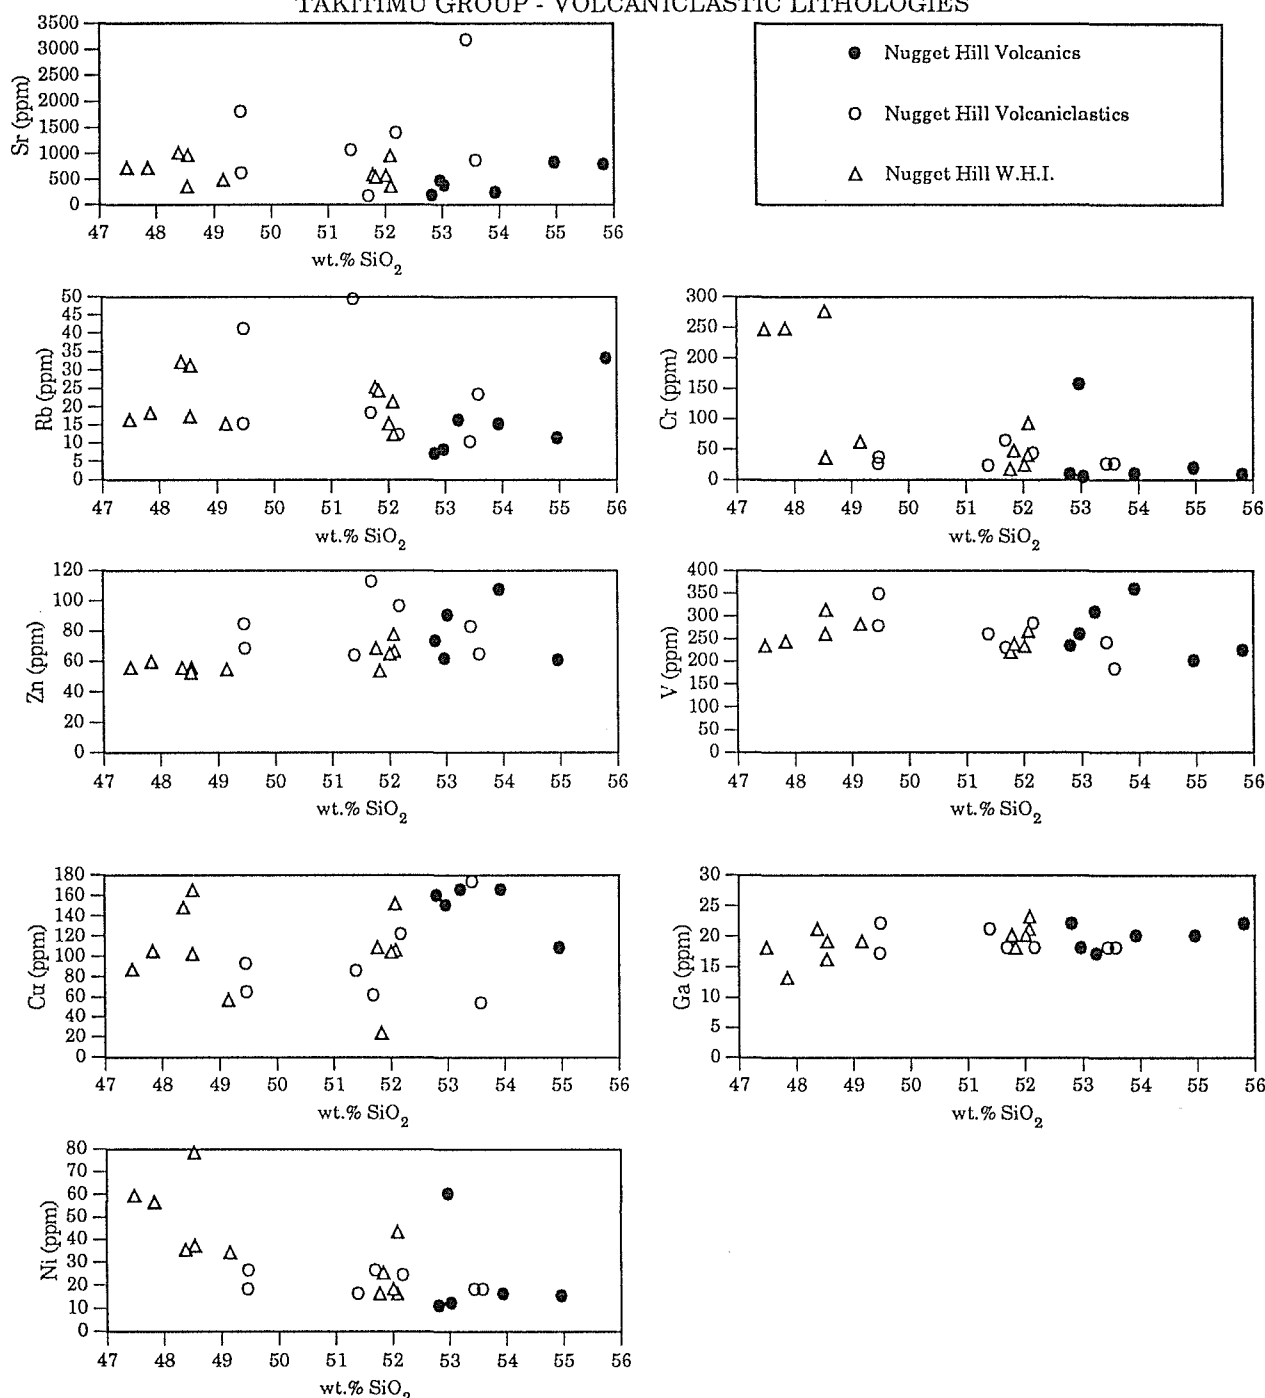 TAKITIMU GROUP - VOLCANICLASTIC LITHOLOGIES
3500
3000
2500
2000
1500
1000
500
0
Sr (ppm)
47 48 49 50 51 52 53 54 55 56
wt.% SiO2
Nugget Hill Volcanics
Nugget Hill Volcaniclastics
Nugget Hill W.H.I.
50
45
40
35
30
25
20
15
10
5
0
Rb (ppm)
47 48 49 50 51 52 53 54 55 56
wt.% SiO2
300
250
200
150
100
50
0
Cr (ppm)
47 48 49 50 51 52 53 54 55 56
wt.% SiO2
120
100
80
60
40
20
0
Zn (ppm)
47 48 49 50 51 52 53 54 55 56
wt.% SiO2
400
350
300
250
200
150
100
50
0
V (ppm)
47 48 49 50 51 52 53 54 55 56
wt.% SiO2
180
160
140
120
100
80
60
40
20
0
Cu (ppm)
47 48 49 50 51 52 53 54 55 56
wt.% SiO2
30
25
20
15
10
5
0
Ga (ppm)
47 48 49 50 51 52 53 54 55 56
wt.% SiO2
80
70
60
50
40
30
20
10
0
Ni (ppm)
47 48 49 50 51 52 53 54 55 56
wt.% SiO2